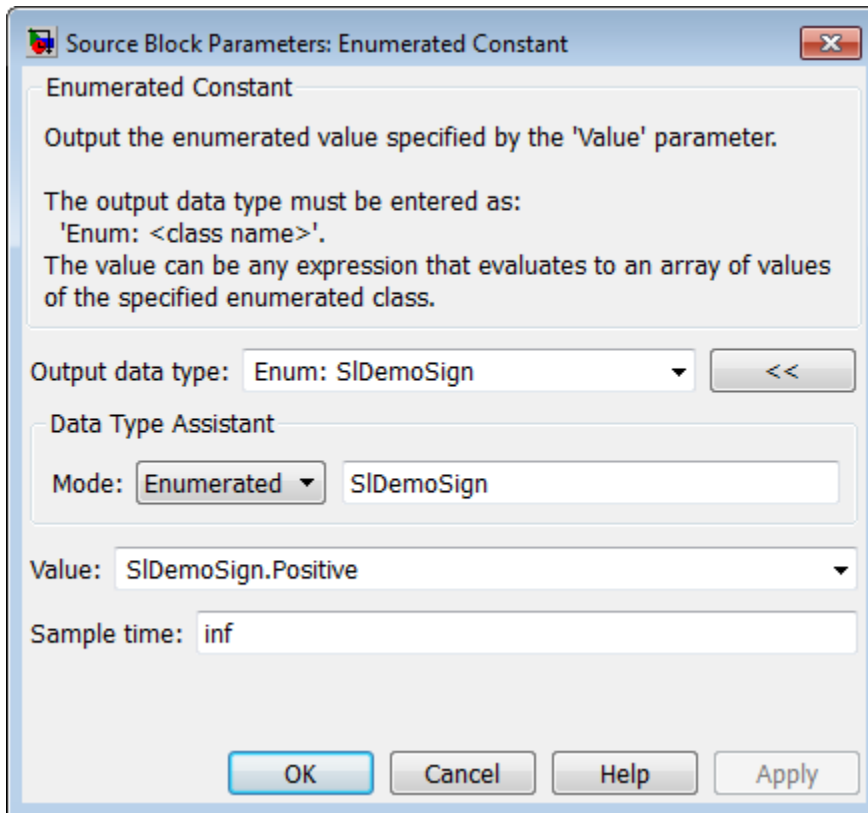 Source Block Parameters: Enumerated Constant
Enumerated Constant
Output the enumerated value specified by the 'Value' parameter.
The output data type must be entered as:
'Enum: <class name>'.
The value can be any expression that evaluates to an array of values
of the specified enumerated class.
Output data type: Enum: SlDemoSign <<
Data Type Assistant
Mode: Enumerated SlDemoSign
Value: SlDemoSign.Positive
Sample time: inf
OK Cancel Help Apply